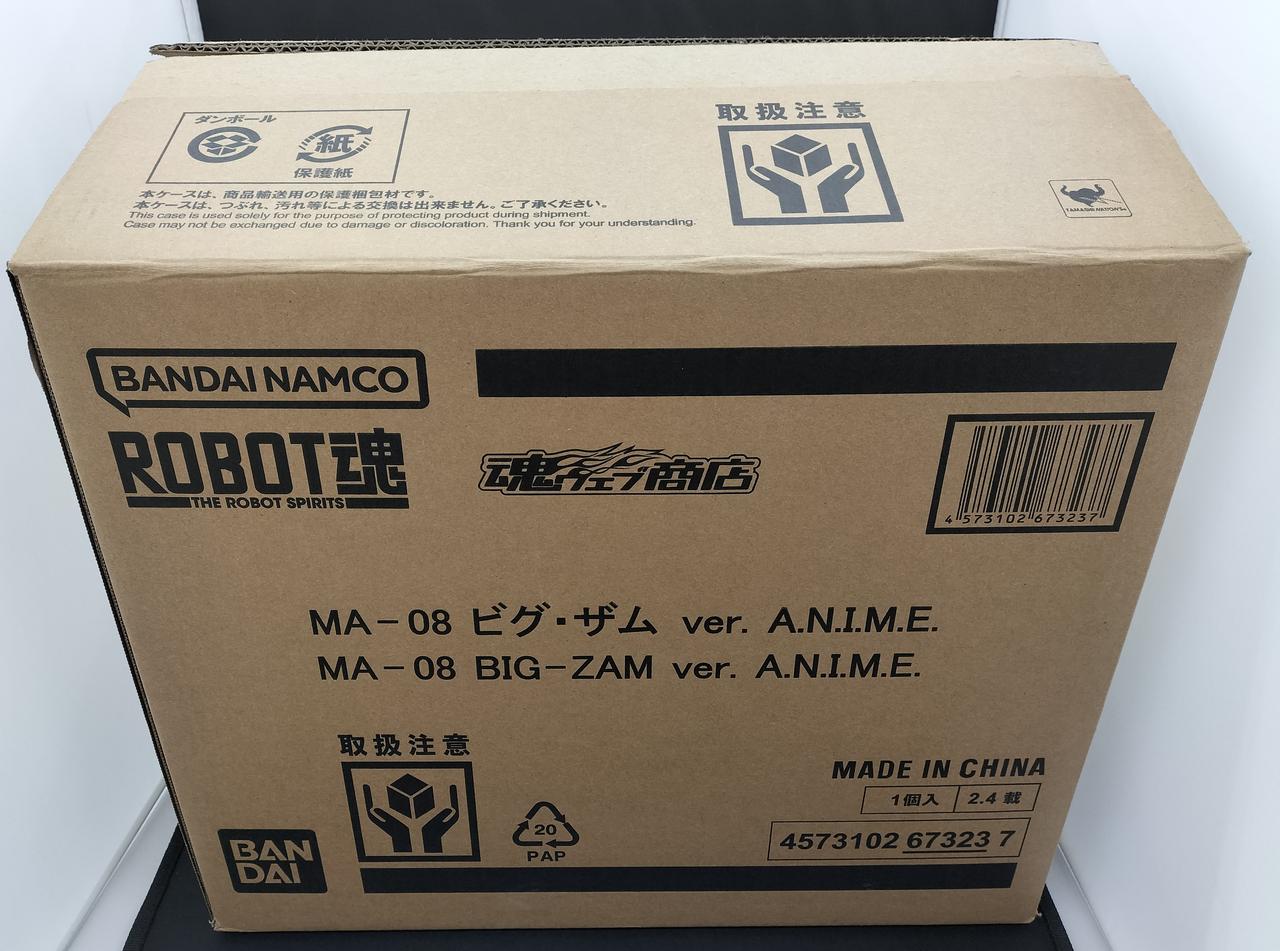 ダンボール
紙
保護紙
本ケースは、商品輸送用の保護梱包材です。
本ケースは、つぶれ、汚れ等による交換は出来ません。ご了承ください。
This case is used solely for the purpose of protecting product during shipment.
Case may not be exchanged due to damage or discoloration. Thank you for your understanding.
取扱注意
TAMASHII NATIONS
BANDAI NAMCO
ROBOT魂
THE ROBOT SPIRITS
魂ウェブ商店
4 573102 673237
MA-08 ビグ・ザム ver. A.N.I.M.E.
MA-08 BIG-ZAM ver. A.N.I.M.E.
取扱注意
20
PAP
BAN
DAI
MADE IN CHINA
1個入 2.4 載
4573102 67323 7